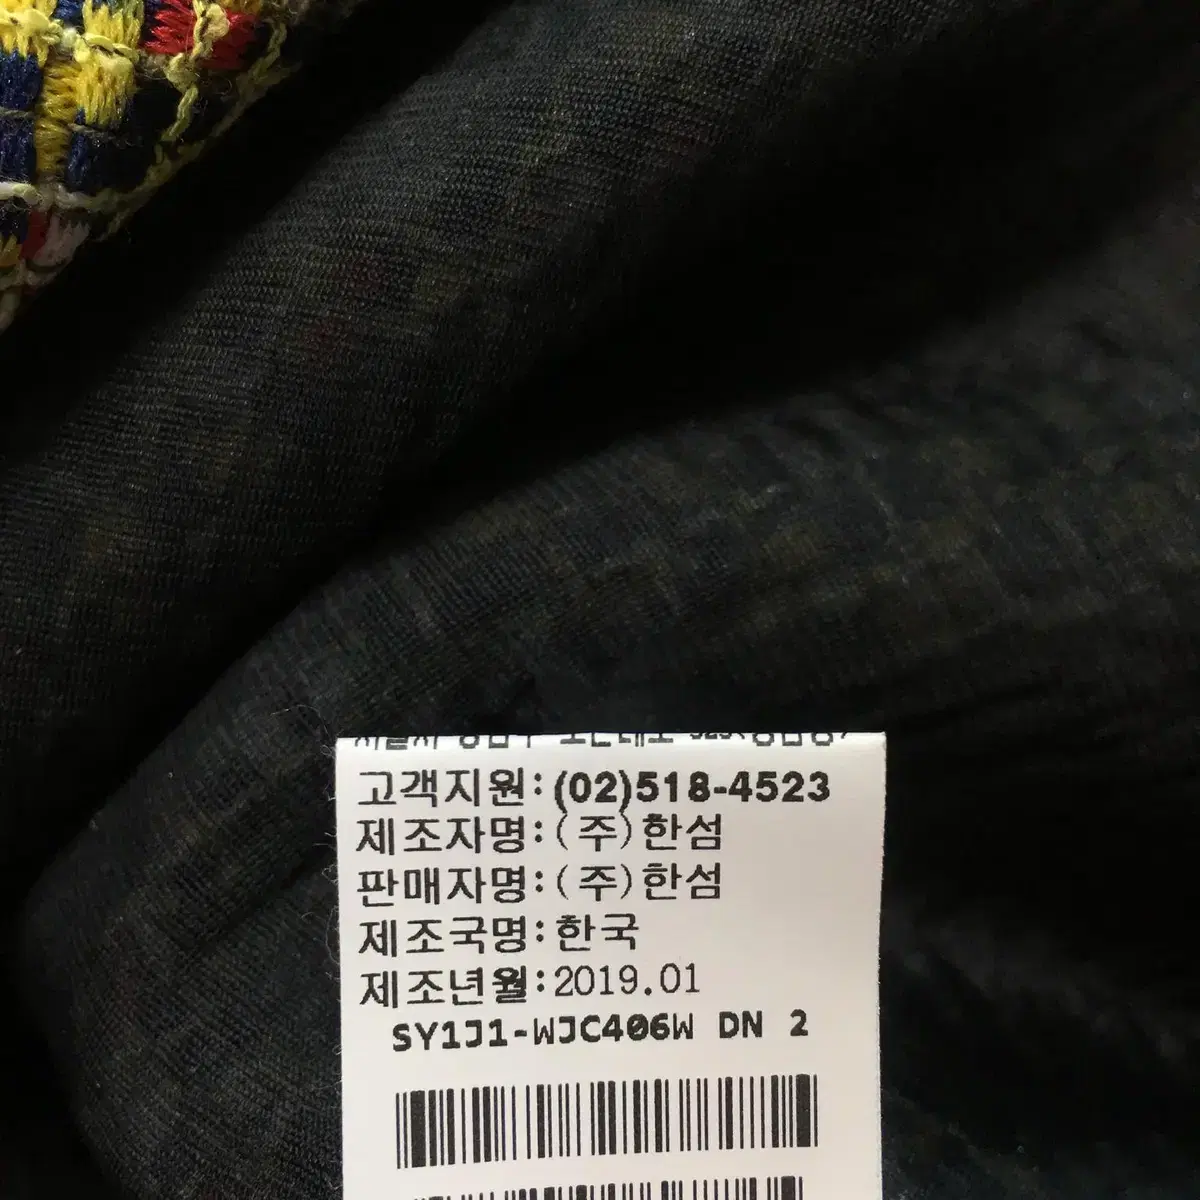 고객지원:(02)518-4523
제조자명:(주)한섬
판매자명:(주)한섬
제조국명:한국
제조년월:2019.01
SY1J1-WJC406W DN 2